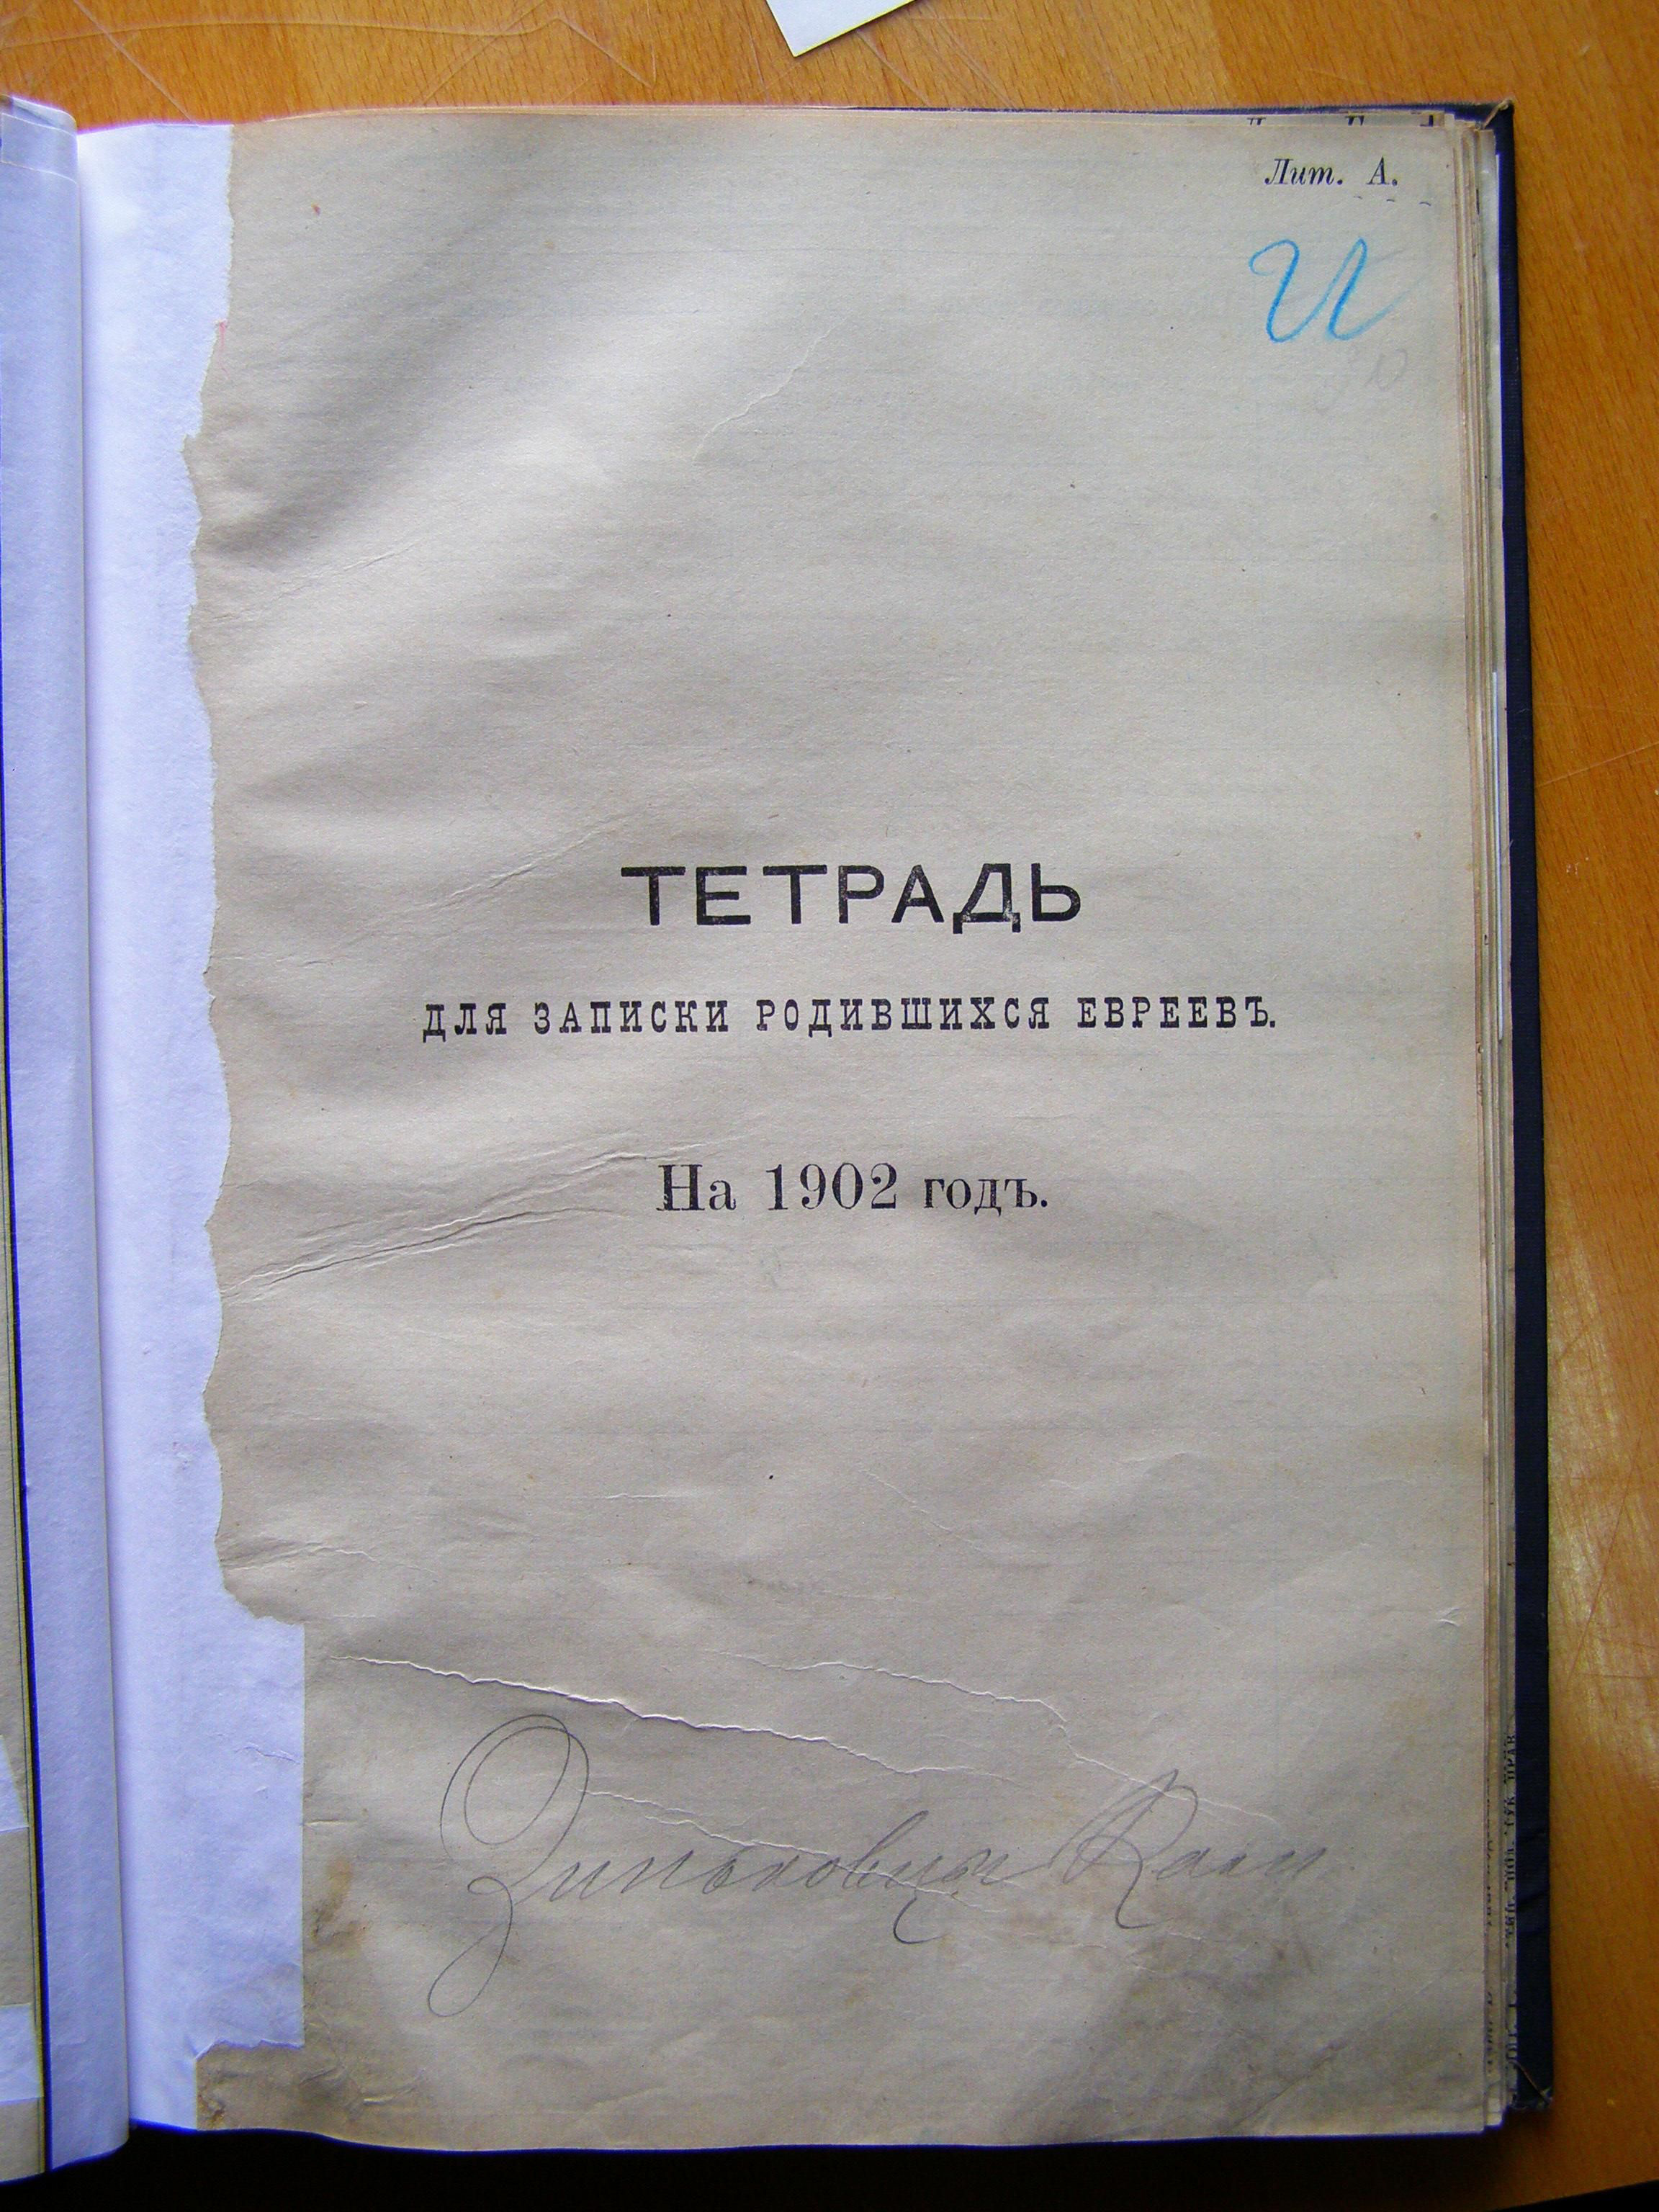 Лит. А.
И
ТЕТРАДЬ
ДЛЯ ЗАПИСКИ РОДИВШИХСЯ ЕВРЕЕВЪ.
На 1902 годъ.